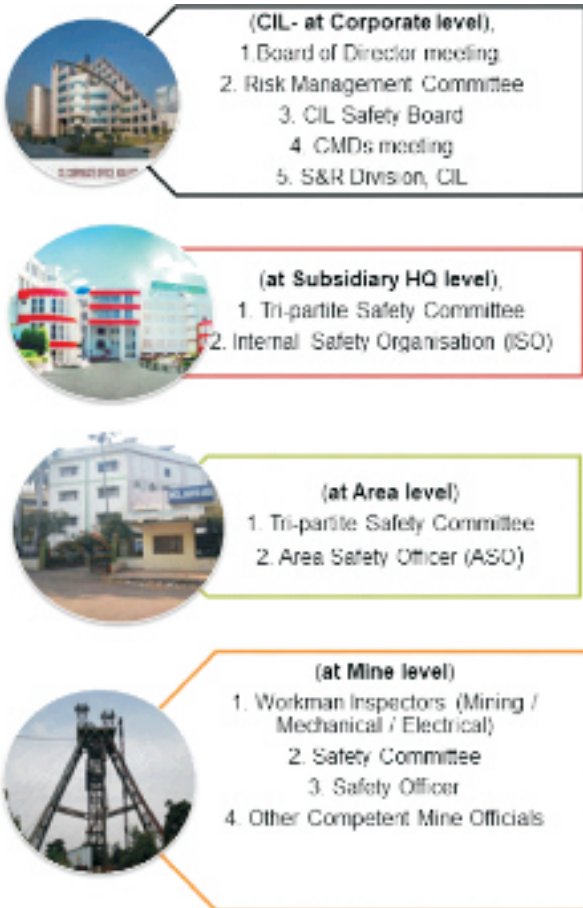 (CIL- at Corporate level),
1.Board of Director meeting
2. Risk Management Committee
3. CIL Safety Board
4. CMDs meeting
5. S&R Division, CIL
(at Subsidiary HQ level),
1. Tri-partite Safety Committee
2. Internal Safety Organisation (ISO)
(at Area level)
1. Tri-partite Safety Committee
2. Area Safety Officer (ASO)
(at Mine level)
1. Workman Inspectors (Mining /
Mechanical / Electrical)
2. Safety Committee
3. Safety Officer
4. Other Competent Mine Officials